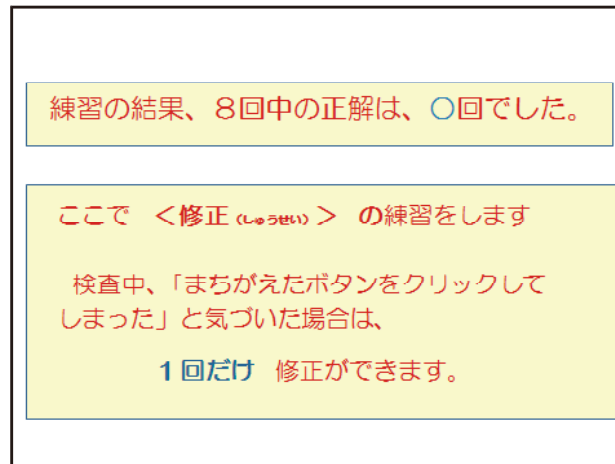 練習の結果、８回中の正解は、〇回でした。
ここで ＜修正（しゅうせい）＞ の練習をします
検査中、「まちがえたボタンをクリックして
しまった」と気づいた場合は、
１回だけ 修正ができます。